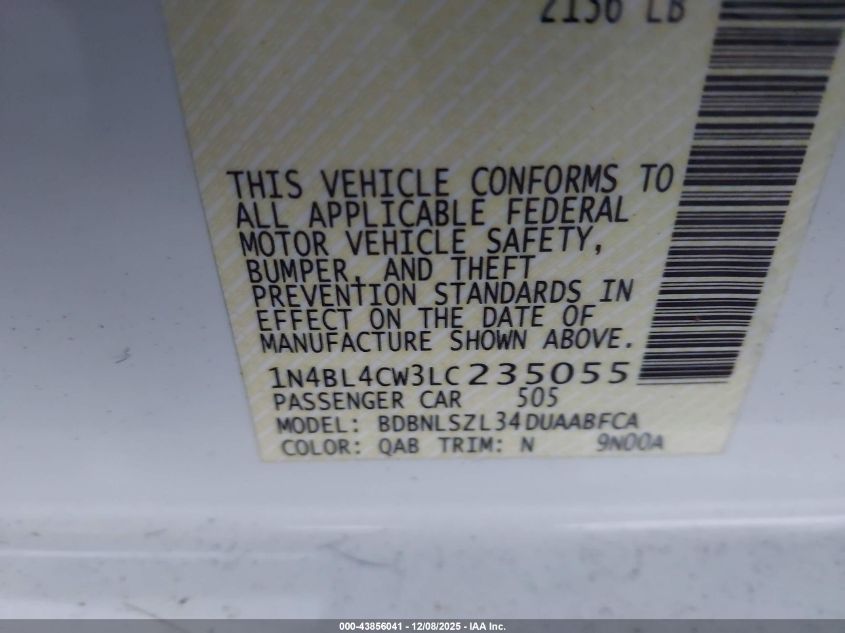 2156 LB
THIS VEHICLE CONFORMS TO
ALL APPLICABLE FEDERAL
MOTOR VEHICLE SAFETY,
BUMPER, AND THEFT
PREVENTION STANDARDS IN
EFFECT ON THE DATE OF
MANUFACTURE SHOWN ABOVE.
1N4BL4CW3LC235055
PASSENGER CAR 505
MODEL: BDBNLSZL34DUAABFCA
COLOR: QAB TRIM: N 9N00A
000-43856041 - 12/08/2025 - IAA Inc.